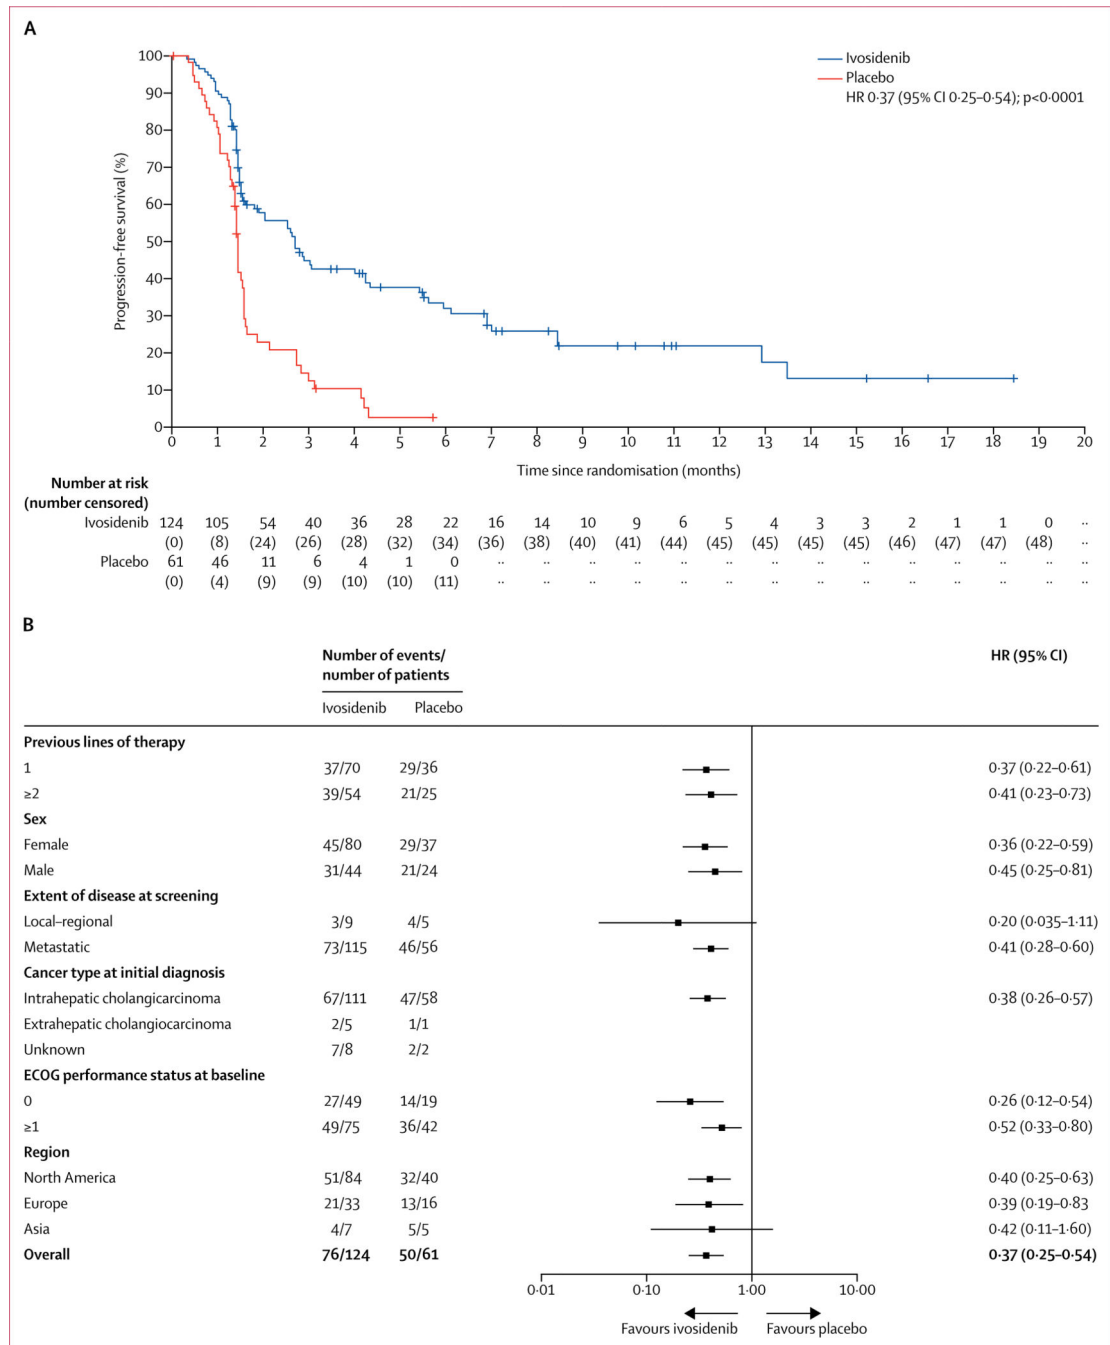 A
Ivosidenib
Placebo
HR 0·37 (95% CI 0·25–0·54); p<0·0001
Progression-free survival (%)
100
90
80
70
60
50
40
30
20
10
0
0 1 2 3 4 5 6 7 8 9 10 11 12 13 14 15 16 17 18 19 20
Time since randomisation (months)
Number at risk
(number censored)
Ivosidenib 124 105 54 40 36 28 22 16 14 10 9 6 5 4 3 3 2 1 1 0 ··
(0) (8) (24) (26) (28) (32) (34) (36) (38) (40) (41) (44) (45) (45) (45) (45) (46) (47) (47) (48) ··
Placebo 61 46 11 6 4 1 0 ·· ·· ·· ·· ·· ·· ·· ·· ·· ·· ·· ·· ·· ··
(0) (4) (9) (9) (10) (10) (11) ·· ·· ·· ·· ·· ·· ·· ·· ·· ·· ·· ·· ·· ··
B
Number of events/
number of patients
HR (95% CI)
Ivosidenib Placebo
Previous lines of therapy
1 37/70 29/36 0·37 (0·22–0·61)
≥2 39/54 21/25 0·41 (0·23–0·73)
Sex
Female 45/80 29/37 0·36 (0·22–0·59)
Male 31/44 21/24 0·45 (0·25–0·81)
Extent of disease at screening
Local–regional 3/9 4/5 0·20 (0·035–1·11)
Metastatic 73/115 46/56 0·41 (0·28–0·60)
Cancer type at initial diagnosis
Intrahepatic cholangicarcinoma 67/111 47/58 0·38 (0·26–0·57)
Extrahepatic cholangiocarcinoma 2/5 1/1
Unknown 7/8 2/2
ECOG performance status at baseline
0 27/49 14/19 0·26 (0·12–0·54)
≥1 49/75 36/42 0·52 (0·33–0·80)
Region
North America 51/84 32/40 0·40 (0·25–0·63)
Europe 21/33 13/16 0·39 (0·19–0·83
Asia 4/7 5/5 0·42 (0·11–1·60)
Overall 76/124 50/61 0·37 (0·25–0·54)
0·01 0·10 1·00 10·00
Favours ivosidenib Favours placebo